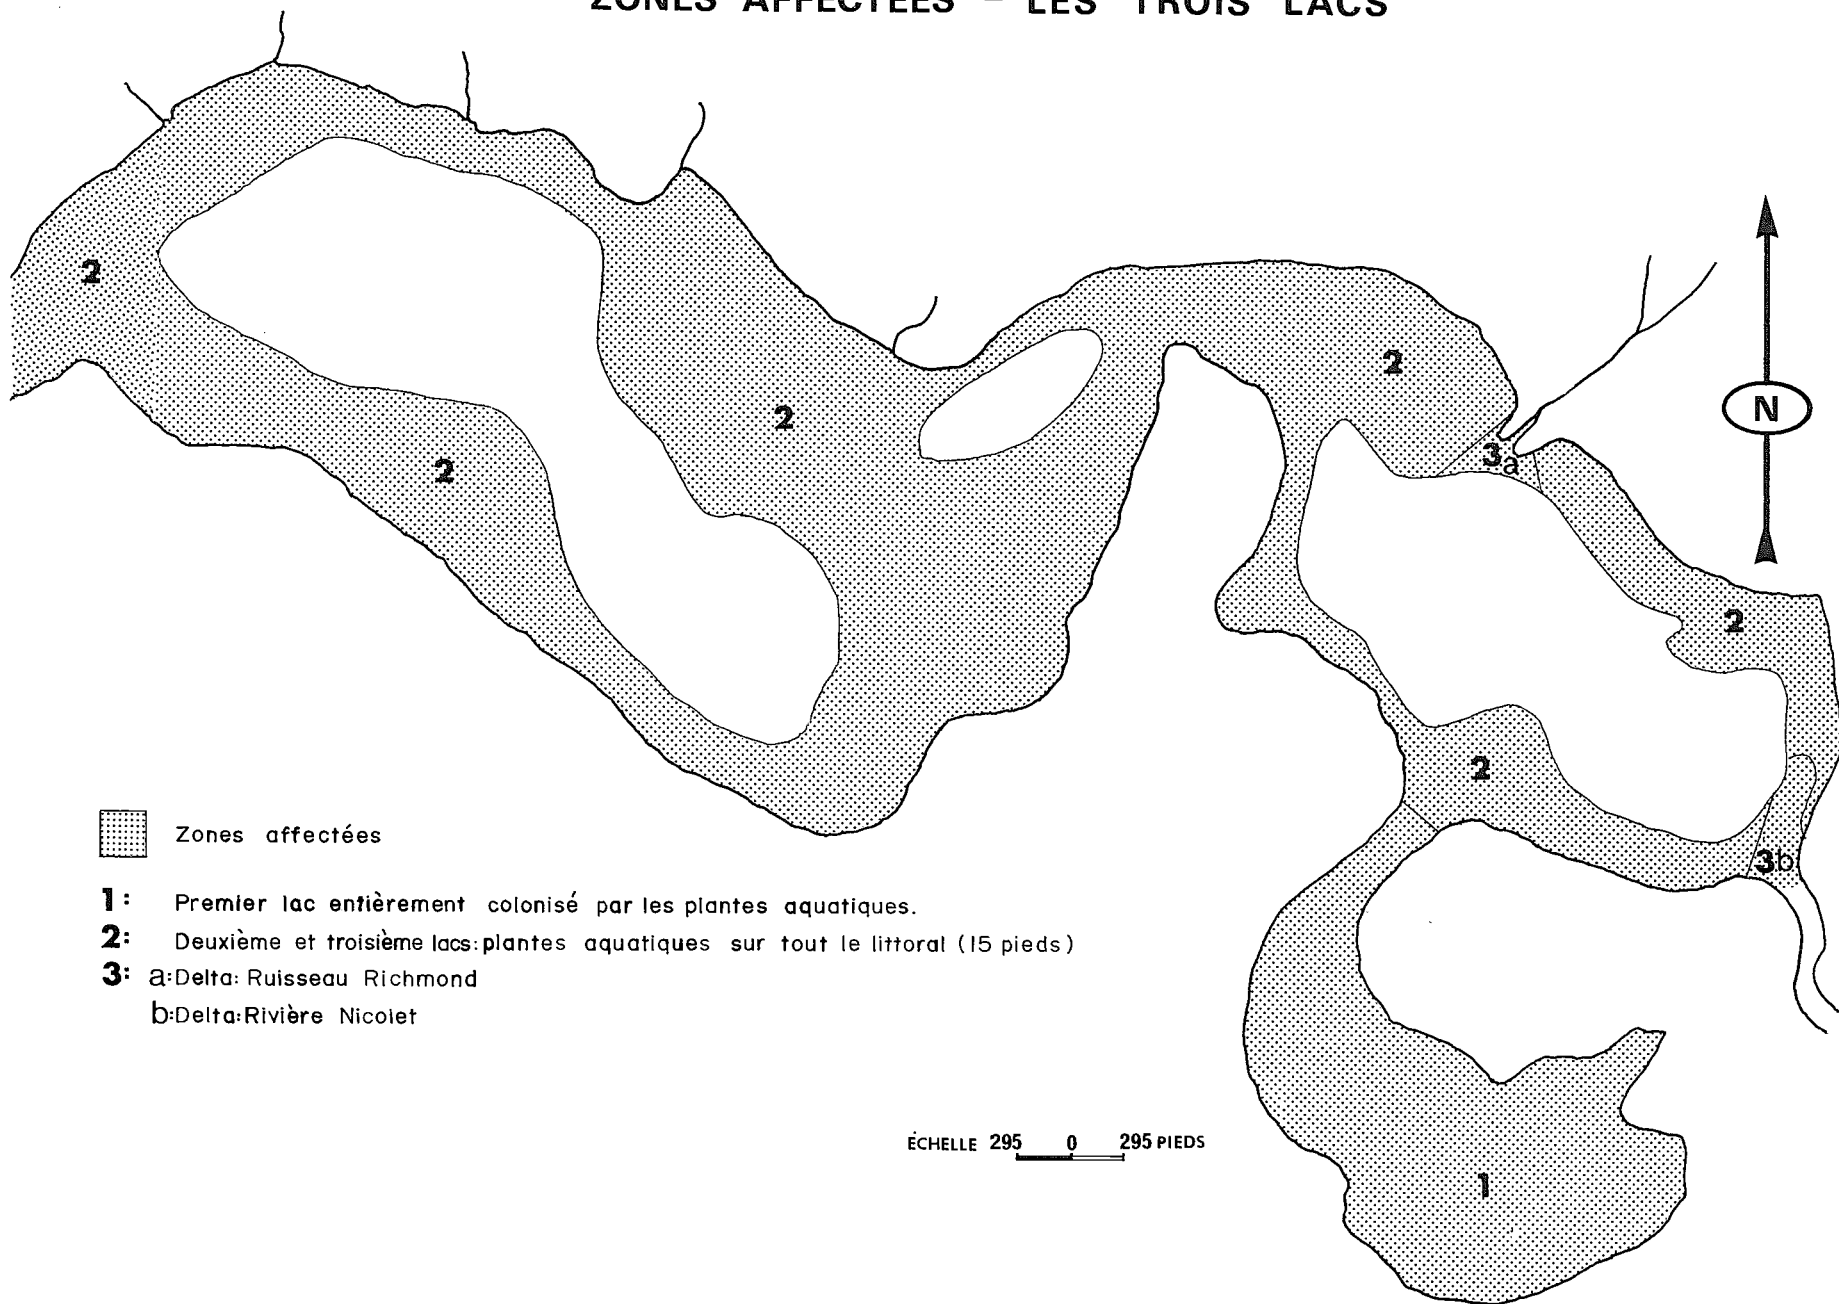 ZONES AFFECTÉES – LES TROIS LACS
2
2
2
2
3a
N
2
2
3b
Zones affectées
1: Premier lac entièrement colonisé par les plantes aquatiques.
2: Deuxième et troisième lacs: plantes aquatiques sur tout le littoral (15 pieds)
3: a: Delta: Ruisseau Richmond
b: Delta: Rivière Nicolet
ÉCHELLE 295 0 295 PIEDS
1